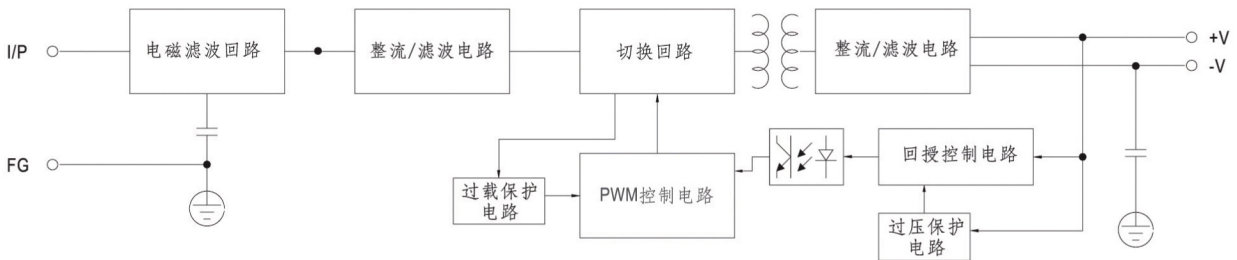 I/P
电磁滤波回路
整流/滤波电路
切换回路
整流/滤波电路
+V
-V
FG
过载保护
电路
PWM控制电路
回授控制电路
过压保护
电路